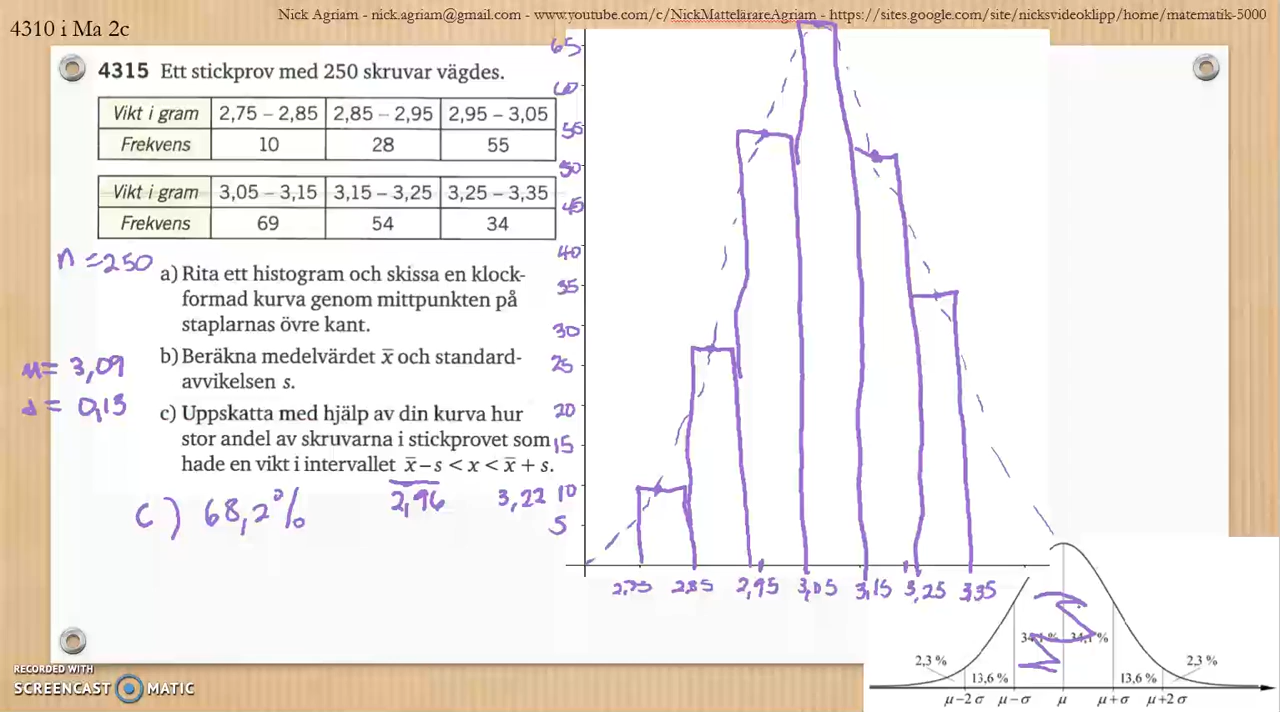 Nick Agriam - nick.agriam@gmail.com - www.youtube.com/c/NickMattelärareAgriam - https://sites.google.com/site/nicksvideoklipp/home/matematik-5000
4310 i Ma 2c
4315 Ett stickprov med 250 skruvar vägdes.
Vikt i gram 2,75 – 2,85 2,85 – 2,95 2,95 – 3,05
Frekvens 10 28 55
Vikt i gram 3,05 – 3,15 3,15 – 3,25 3,25 – 3,35
Frekvens 69 54 34
n = 250
a) Rita ett histogram och skissa en klock-
formad kurva genom mittpunkten på
staplarnas övre kant.
b) Beräkna medelvärdet x̅ och standard-
avvikelsen s.
μ = 3,09
s = 0,13
c) Uppskatta med hjälp av din kurva hur
stor andel av skruvarna i stickprovet som
hade en vikt i intervallet x̅ – s < x < x̅ + s.
2,96 3,22
c) 68,2%
65
60
55
50
45
40
35
30
25
20
15
10
5
2,75 2,85 2,95 3,05 3,15 3,25 3,35
34,1 % 34,1 %
2,3 % 2,3 %
13,6 % 13,6 %
μ–2σ μ–σ μ μ+σ μ+2σ
RECORDED WITH
SCREENCAST MATIC